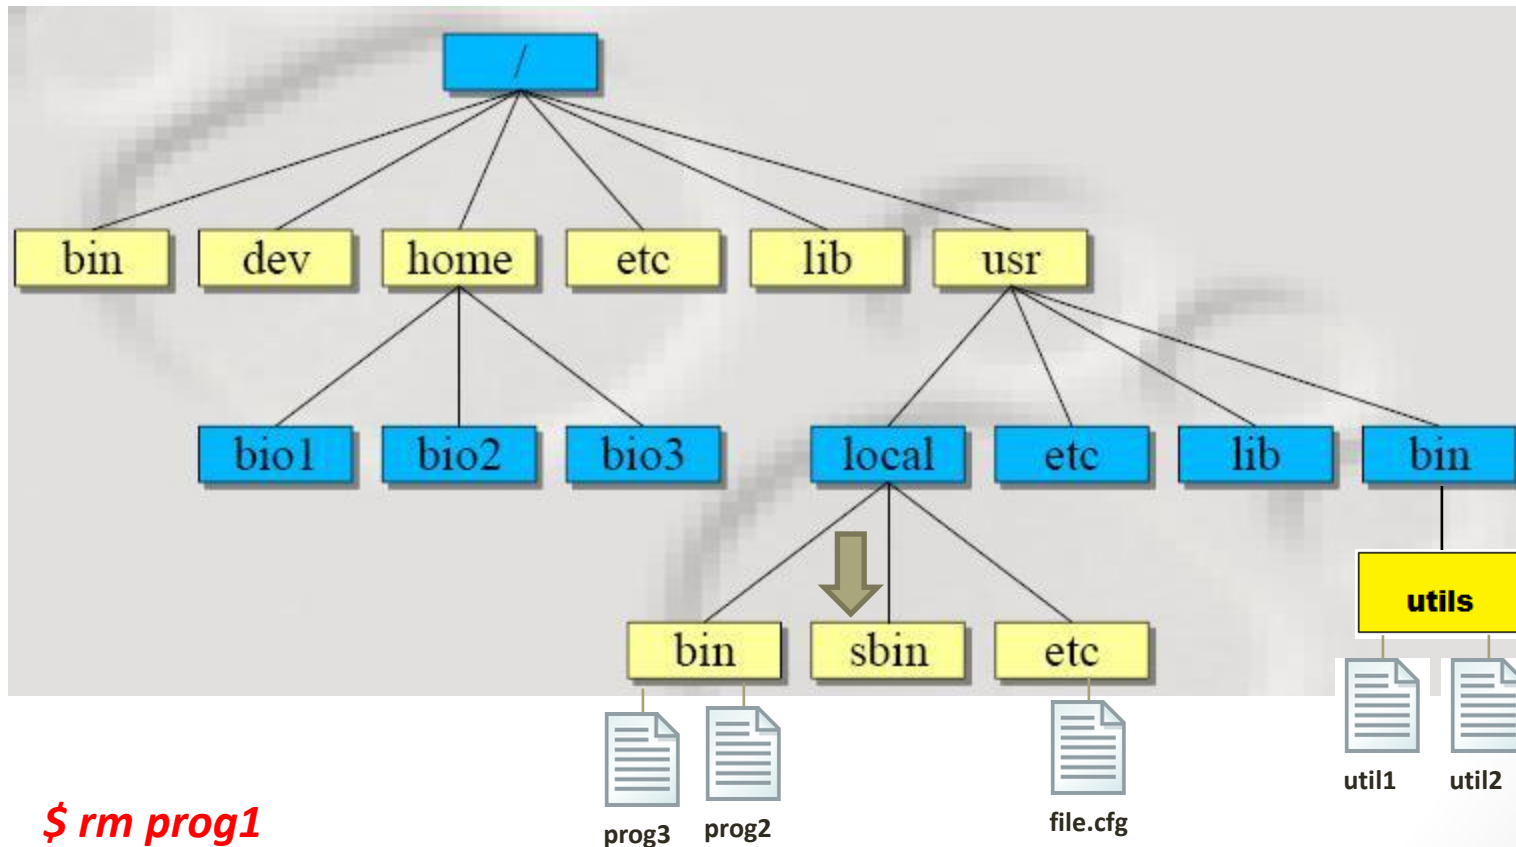 /
bin dev home etc lib usr
bio1 bio2 bio3 local etc lib bin
utils
bin sbin etc
util1 util2
$ rm prog1
prog3 prog2 file.cfg